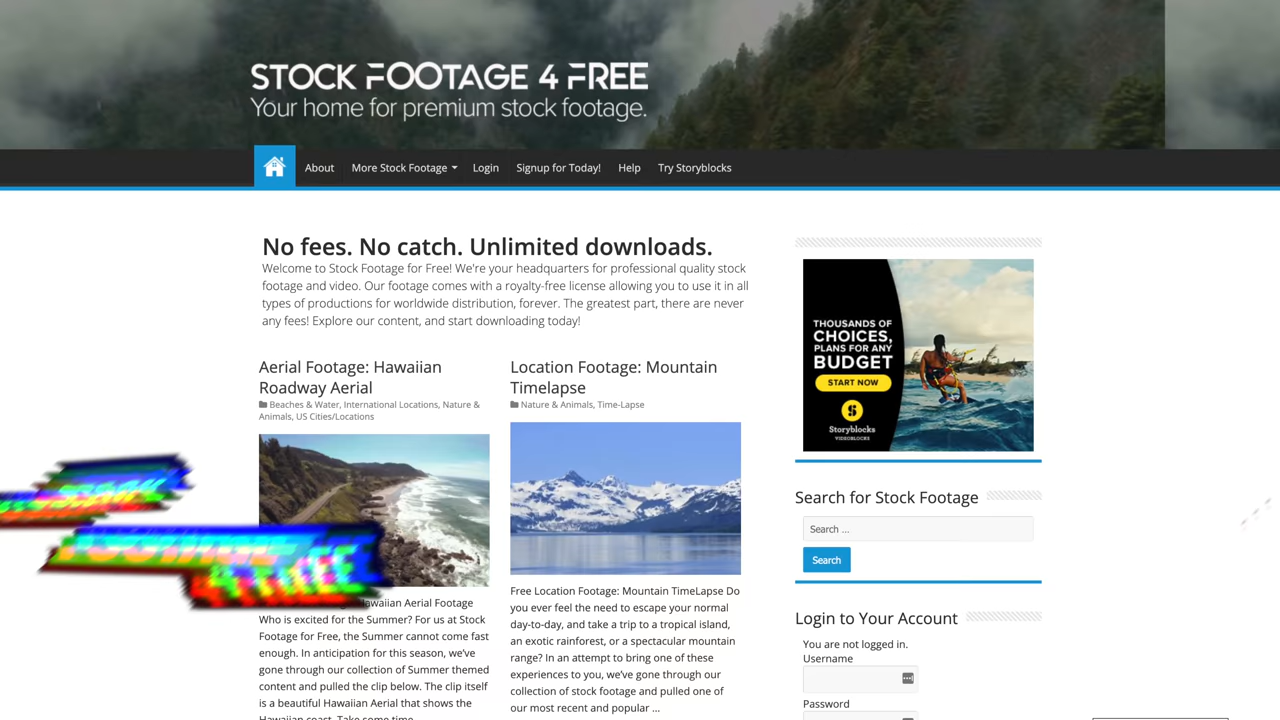 STOCK FOOTAGE 4 FREE
Your home for premium stock footage.
About
More Stock Footage
Login
Signup for Today!
Help
Try Storyblocks
No fees. No catch. Unlimited downloads.
Welcome to Stock Footage for Free! We're your headquarters for professional quality stock
footage and video. Our footage comes with a royalty-free license allowing you to use it in all
types of productions for worldwide distribution, forever. The greatest part, there are never
any fees! Explore our content, and start downloading today!
Aerial Footage: Hawaiian
Roadway Aerial
Beaches & Water, International Locations, Nature &
Animals, US Cities/Locations
Hawaiian Aerial Footage
Who is excited for the Summer? For us at Stock
Footage for Free, the Summer cannot come fast
enough. In anticipation for this season, we've
gone through our collection of Summer themed
content and pulled the clip below. The clip itself
is a beautiful Hawaiian Aerial that shows the
Hawaiian coast. Take some time
Location Footage: Mountain
Timelapse
Nature & Animals, Time-Lapse
Free Location Footage: Mountain TimeLapse Do
you ever feel the need to escape your normal
day-to-day, and take a trip to a tropical island,
an exotic rainforest, or a spectacular mountain
range? In an attempt to bring one of these
experiences to you, we've gone through our
collection of stock footage and pulled one of
our most recent and popular ...
THOUSANDS OF
CHOICES,
PLANS FOR ANY
BUDGET
START NOW
Storyblocks
VIDEOBLOCKS
Search for Stock Footage
Search ...
Search
Login to Your Account
You are not logged in.
Username
Password